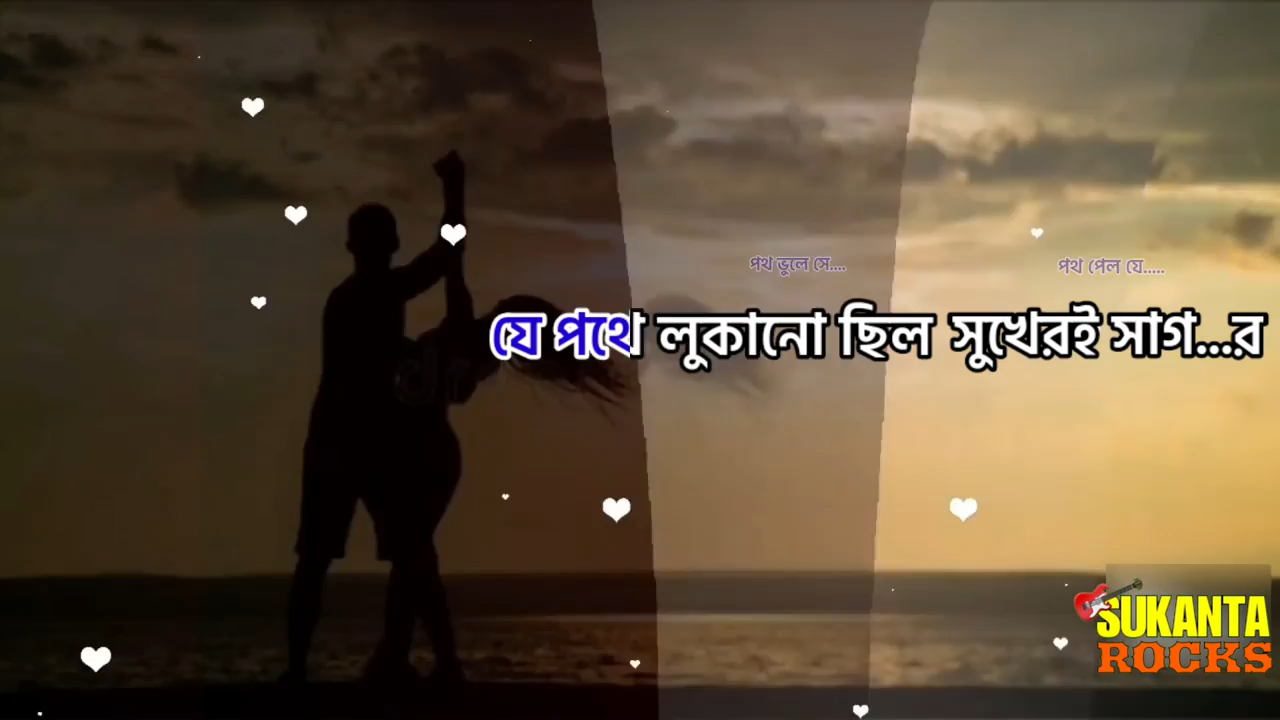 পথ ভুলে সে.... পথ পেল যে.....
যে পথে লুকানো ছিল সুখেরই সাগ...র
SUKANTA
ROCKS